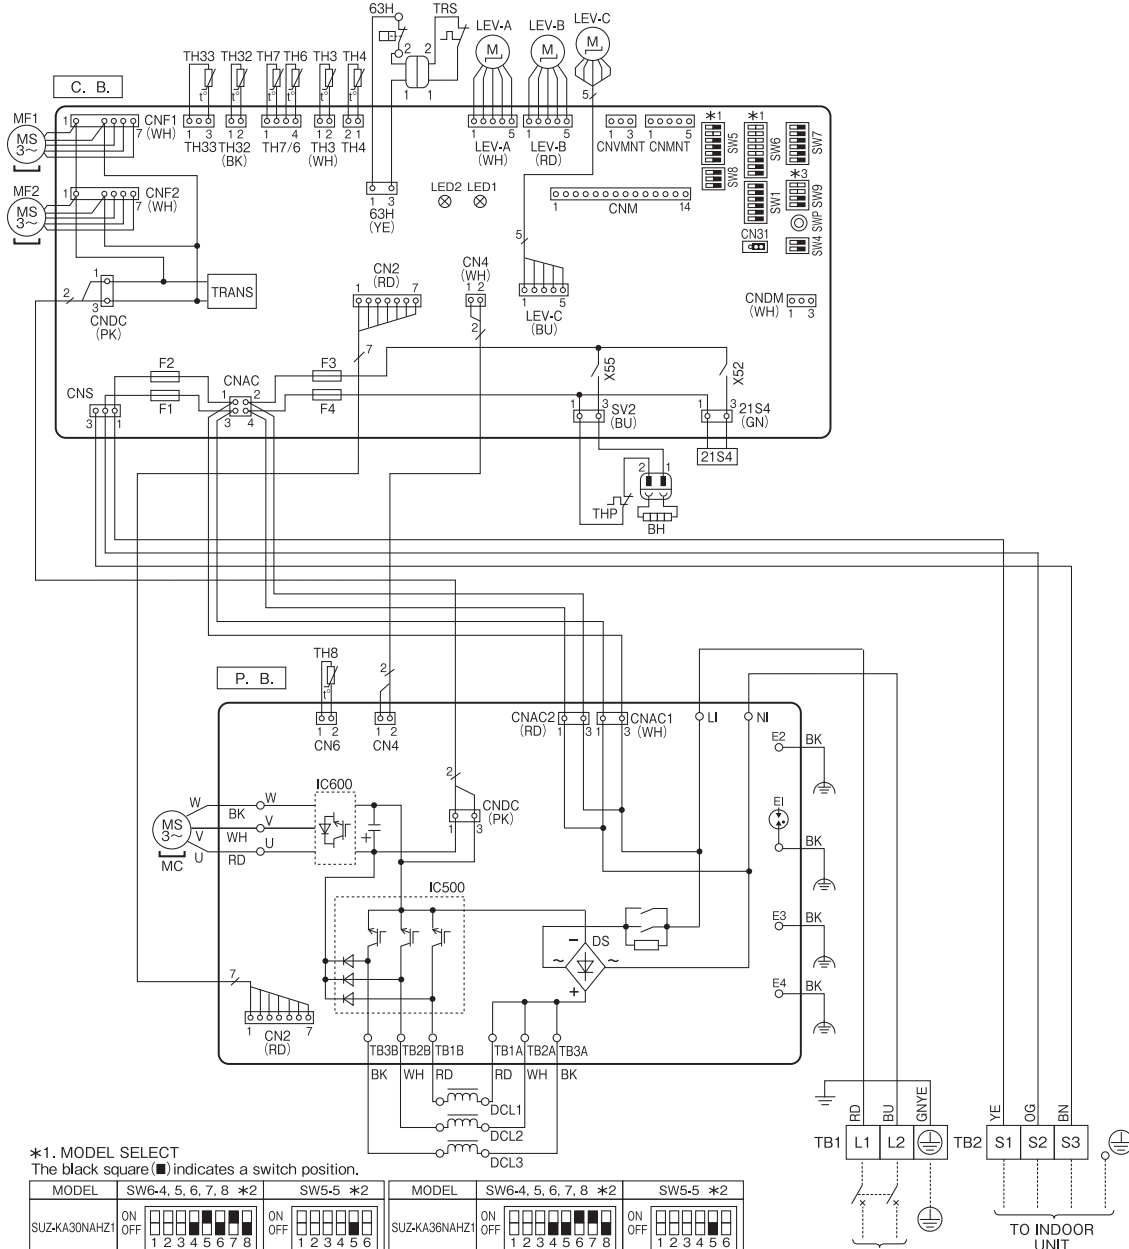 63H TRS LEV-A LEV-B LEV-C
TH33 TH32 TH7 TH6 TH3 TH4
t° t° t° t° t° t°
2 2
1 1
M M M
5
C. B.
MF1
MS
3~
1 7
CNF1
(WH)
1 3 1 2 1 4 1 2 2 1
TH33 TH32
(BK)
TH7/6 TH3
(WH)
TH4
1 5 1 5
LEV-A
(WH)
LEV-B
(RD)
1 3 1 5
CNVMNT CNMNT
*1 SW5 *1 SW6 SW7
SW8 SW1 *3 SW9
SWP
CN31 SW4
MF2
MS
3~
1 7
CNF2
(WH)
1 3
63H
(YE)
LED2 LED1
1 14
CNM
5
2
1
3
CNDC
(PK)
TRANS
CN2
(RD)
1 7
CN4
(WH)
1 2
1 5
LEV-C
(BU)
CNDM
(WH)
1 3
7
2
F2 F3
CNS
3 1
F1
CNAC
1 2
3 4
F4
X55 X52
1 3
SV2
(BU)
1 3
21S4
(GN)
21S4
2 1
THP
BH
P. B.
TH8
t°
2
1 2
CN6
1 2
CN4
CNAC2
(RD)
1 3
CNAC1
(WH)
1 3
LI NI
E2 BK
2
CNDC
(PK)
1 3
IC600
MS
3~
MC
W BK W
V WH V
U RD U
+
E1
BK
IC500
−
DS
~ ~
+
E3 BK
E4 BK
7
1 7
CN2
(RD)
TB3B TB2B TB1B TB1A TB2A TB3A
BK WH RD RD WH BK
DCL1
DCL2
DCL3
RD BU GNYE YE OG BN
TB1 L1 L2 TB2 S1 S2 S3
TO INDOOR
UNIT
*1. MODEL SELECT
The black square (■) indicates a switch position.
MODEL SW6-4, 5, 6, 7, 8 *2 SW5-5 *2 MODEL SW6-4, 5, 6, 7, 8 *2 SW5-5 *2
SUZ-KA30NAHZ1 ON OFF 1 2 3 4 5 6 7 8 ON OFF 1 2 3 4 5 6 SUZ-KA36NAHZ1 ON OFF 1 2 3 4 5 6 7 8 ON OFF 1 2 3 4 5 6